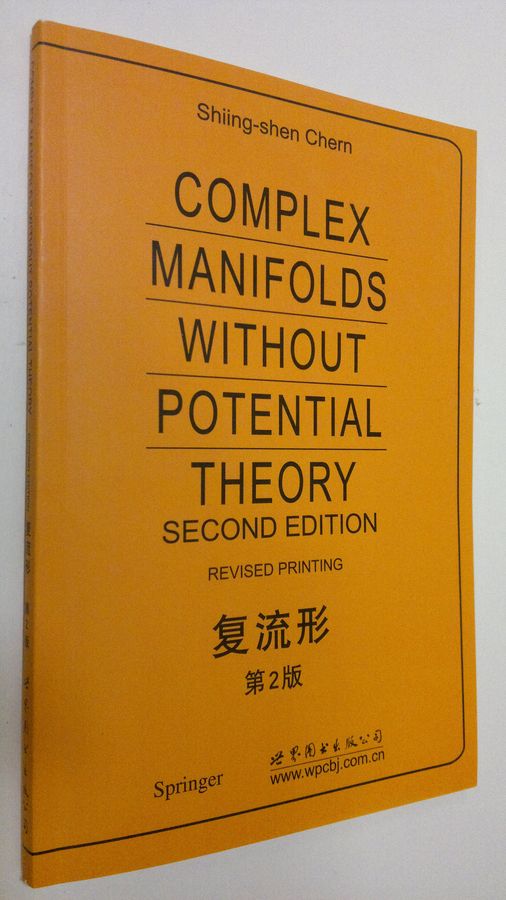 Shiing-shen Chern
COMPLEX
MANIFOLDS
WITHOUT
POTENTIAL
THEORY
SECOND EDITION
REVISED PRINTING
复流形
第2版
Springer
世界图书出版公司
www.wpcbj.com.cn